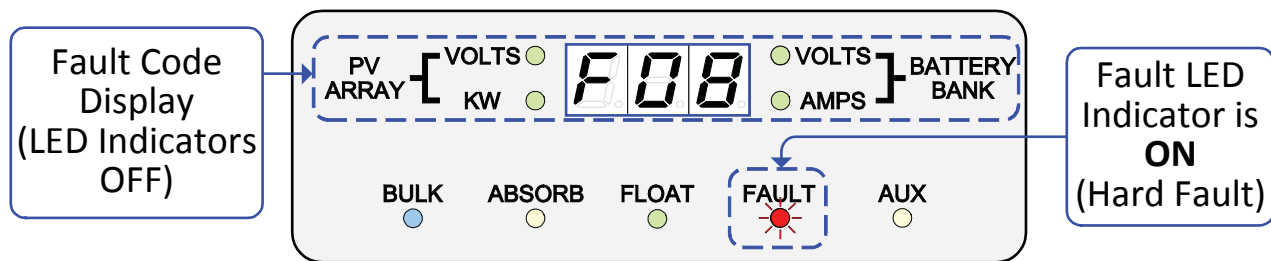 Fault Code
Display
(LED Indicators
OFF)
PV
ARRAY
VOLTS
KW
F08
VOLTS
AMPS
BATTERY
BANK
BULK
ABSORB
FLOAT
FAULT
AUX
Fault LED
Indicator is
ON
(Hard Fault)